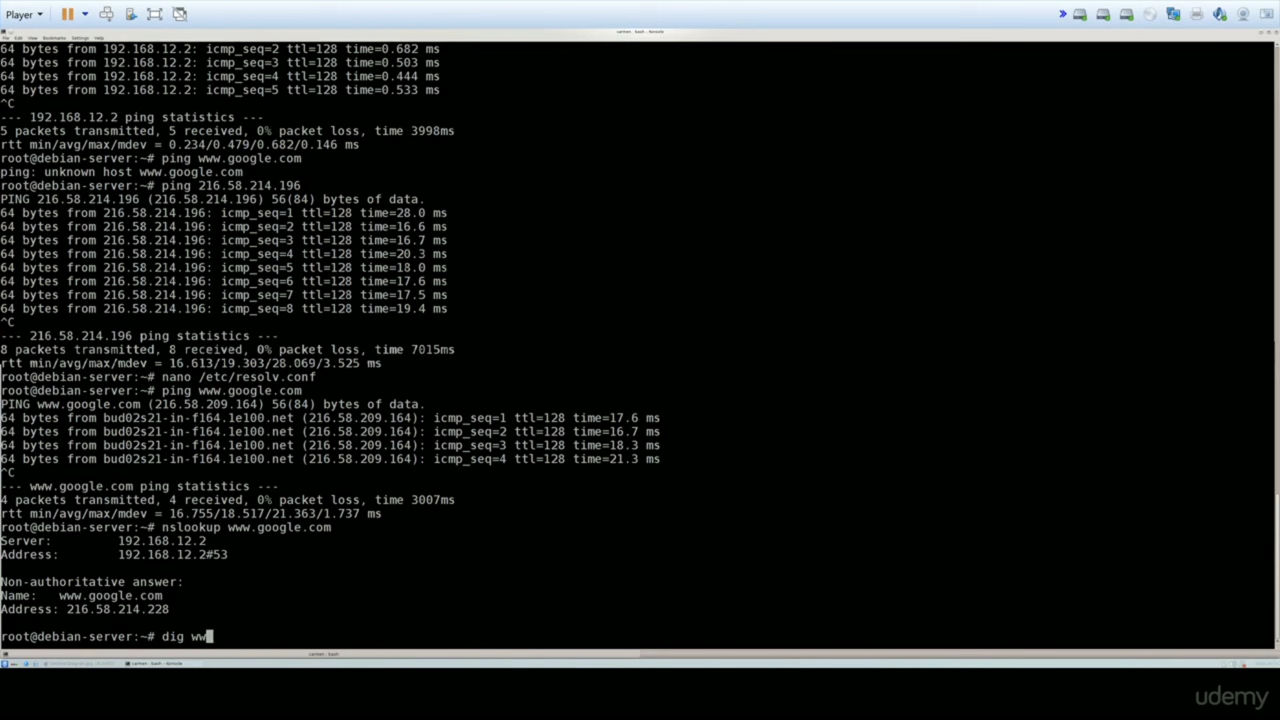 Player
carmen : bash - Konsole
File Edit View Bookmarks Settings Help
64 bytes from 192.168.12.2: icmp_seq=2 ttl=128 time=0.682 ms
64 bytes from 192.168.12.2: icmp_seq=3 ttl=128 time=0.503 ms
64 bytes from 192.168.12.2: icmp_seq=4 ttl=128 time=0.444 ms
64 bytes from 192.168.12.2: icmp_seq=5 ttl=128 time=0.533 ms
^C
--- 192.168.12.2 ping statistics ---
5 packets transmitted, 5 received, 0% packet loss, time 3998ms
rtt min/avg/max/mdev = 0.234/0.479/0.682/0.146 ms
root@debian-server:~# ping www.google.com
ping: unknown host www.google.com
root@debian-server:~# ping 216.58.214.196
PING 216.58.214.196 (216.58.214.196) 56(84) bytes of data.
64 bytes from 216.58.214.196: icmp_seq=1 ttl=128 time=28.0 ms
64 bytes from 216.58.214.196: icmp_seq=2 ttl=128 time=16.6 ms
64 bytes from 216.58.214.196: icmp_seq=3 ttl=128 time=16.7 ms
64 bytes from 216.58.214.196: icmp_seq=4 ttl=128 time=20.3 ms
64 bytes from 216.58.214.196: icmp_seq=5 ttl=128 time=18.0 ms
64 bytes from 216.58.214.196: icmp_seq=6 ttl=128 time=17.6 ms
64 bytes from 216.58.214.196: icmp_seq=7 ttl=128 time=17.5 ms
64 bytes from 216.58.214.196: icmp_seq=8 ttl=128 time=19.4 ms
^C
--- 216.58.214.196 ping statistics ---
8 packets transmitted, 8 received, 0% packet loss, time 7015ms
rtt min/avg/max/mdev = 16.613/19.303/28.069/3.525 ms
root@debian-server:~# nano /etc/resolv.conf
root@debian-server:~# ping www.google.com
PING www.google.com (216.58.209.164) 56(84) bytes of data.
64 bytes from bud02s21-in-f164.1e100.net (216.58.209.164): icmp_seq=1 ttl=128 time=17.6 ms
64 bytes from bud02s21-in-f164.1e100.net (216.58.209.164): icmp_seq=2 ttl=128 time=16.7 ms
64 bytes from bud02s21-in-f164.1e100.net (216.58.209.164): icmp_seq=3 ttl=128 time=18.3 ms
64 bytes from bud02s21-in-f164.1e100.net (216.58.209.164): icmp_seq=4 ttl=128 time=21.3 ms
^C
--- www.google.com ping statistics ---
4 packets transmitted, 4 received, 0% packet loss, time 3007ms
rtt min/avg/max/mdev = 16.755/18.517/21.363/1.737 ms
root@debian-server:~# nslookup www.google.com
Server: 192.168.12.2
Address: 192.168.12.2#53
Non-authoritative answer:
Name: www.google.com
Address: 216.58.214.228
root@debian-server:~# dig ww
carmen : bash
carmen : bash - Konsole
udemy